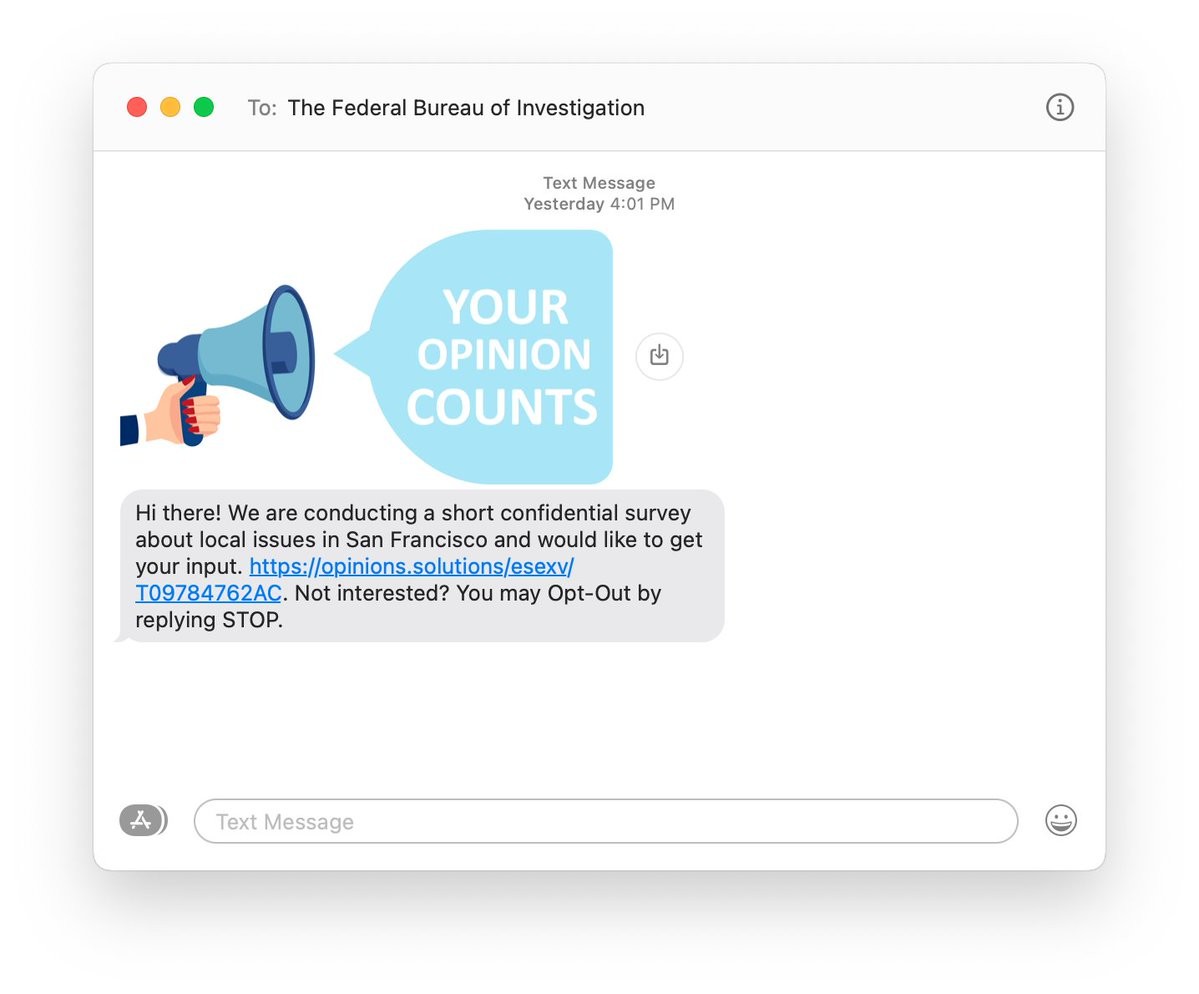 To: The Federal Bureau of Investigation
Text Message
Yesterday 4:01 PM
YOUR
OPINION
COUNTS
Hi there! We are conducting a short confidential survey
about local issues in San Francisco and would like to get
your input. https://opinions.solutions/esexv/
T09784762AC. Not interested? You may Opt-Out by
replying STOP.
Text Message